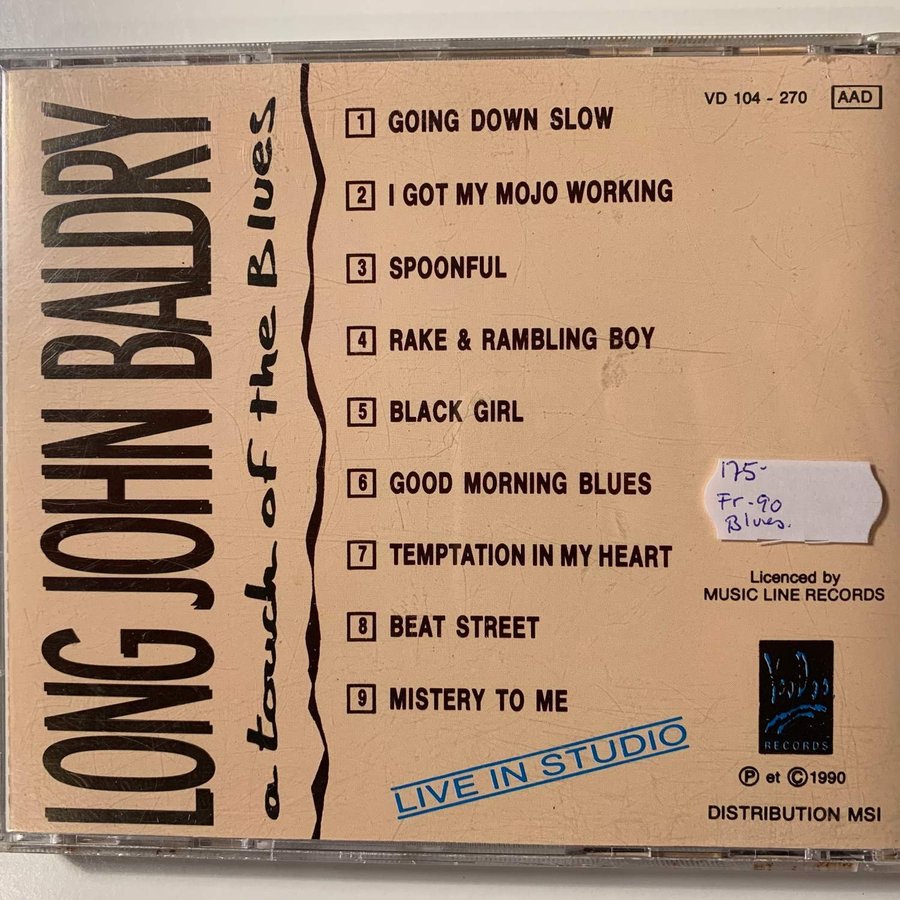 LONG JOHN BALDRY
a touch of the Blues
1 GOING DOWN SLOW
2 I GOT MY MOJO WORKING
3 SPOONFUL
4 RAKE & RAMBLING BOY
5 BLACK GIRL
6 GOOD MORNING BLUES
7 TEMPTATION IN MY HEART
8 BEAT STREET
9 MISTERY TO ME
LIVE IN STUDIO
VD 104 - 270 AAD
175-
Fr-90
Blues.
Licenced by
MUSIC LINE RECORDS
VooDoo
RECORDS
Ⓟ et © 1990
DISTRIBUTION MSI